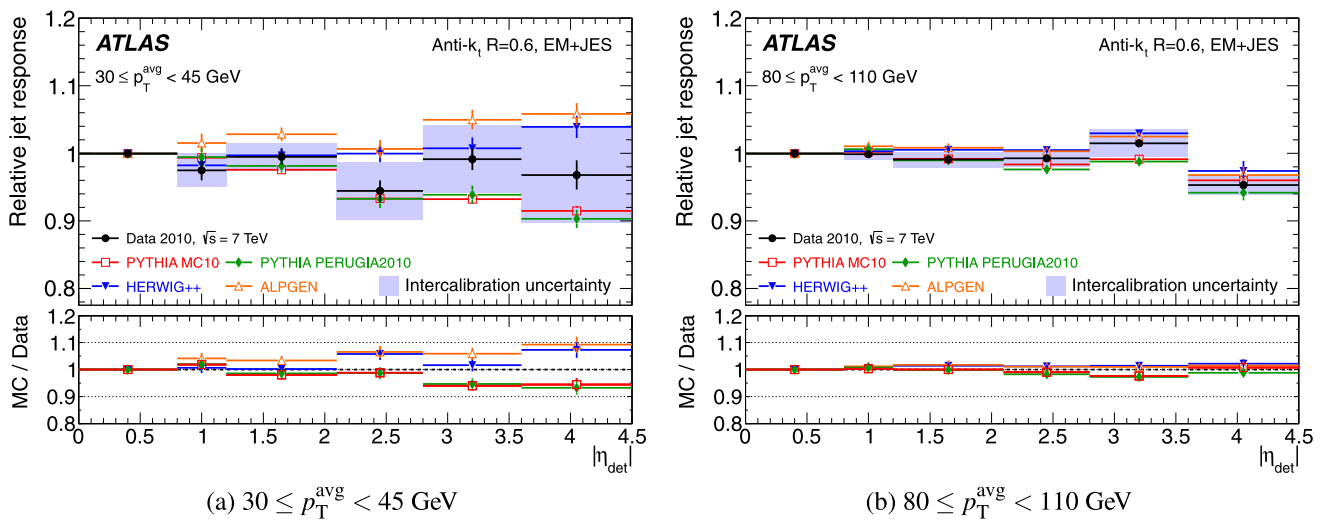 ATLAS
Anti-k_t R=0.6, EM+JES
30 ≤ p_T^avg < 45 GeV
Relative jet response
1.2
1.1
1
0.9
0.8
Data 2010, √s = 7 TeV
PYTHIA MC10
PYTHIA PERUGIA2010
HERWIG++
ALPGEN
Intercalibration uncertainty
MC / Data
1.2
1.1
1
0.9
0.8
0 0.5 1 1.5 2 2.5 3 3.5 4 4.5
|η_det|
(a) 30 ≤ p_T^avg < 45 GeV
ATLAS
Anti-k_t R=0.6, EM+JES
80 ≤ p_T^avg < 110 GeV
Relative jet response
1.2
1.1
1
0.9
0.8
Data 2010, √s = 7 TeV
PYTHIA MC10
PYTHIA PERUGIA2010
HERWIG++
ALPGEN
Intercalibration uncertainty
MC / Data
1.2
1.1
1
0.9
0.8
0 0.5 1 1.5 2 2.5 3 3.5 4 4.5
|η_det|
(b) 80 ≤ p_T^avg < 110 GeV